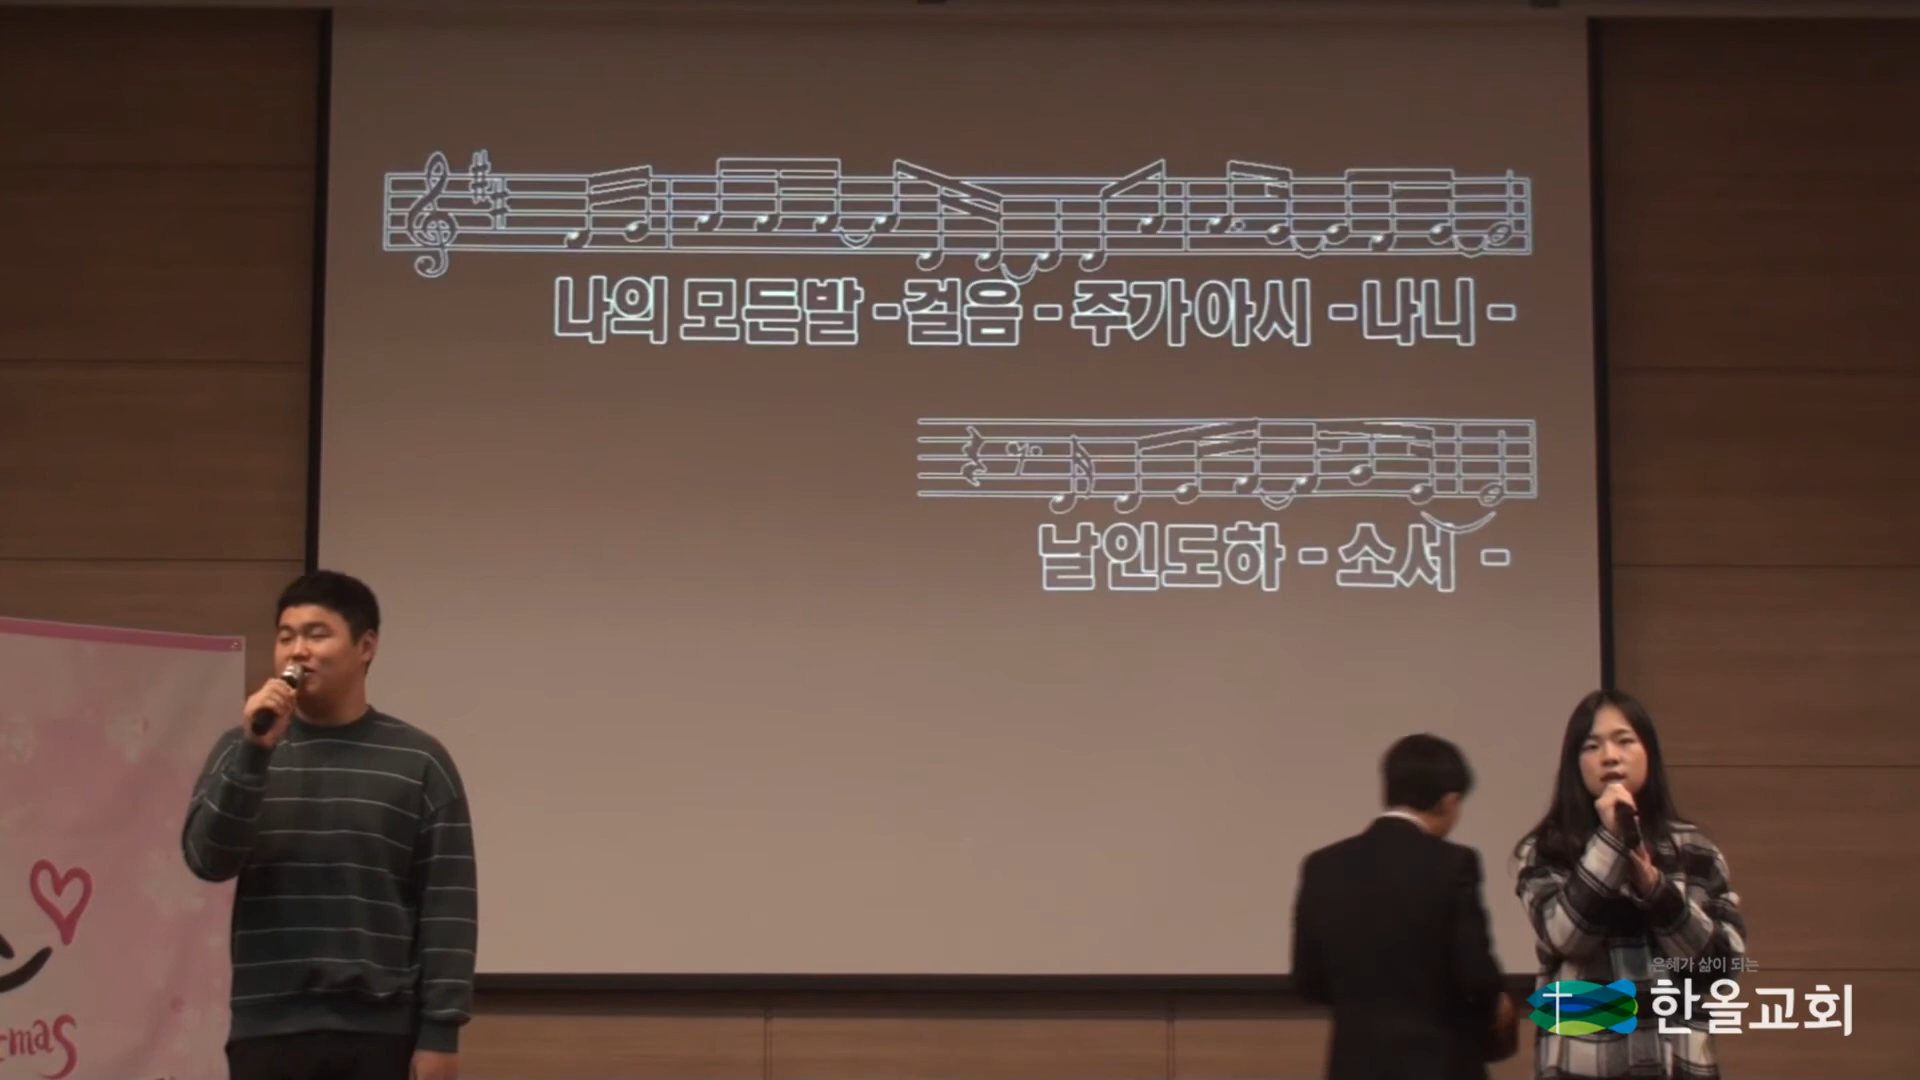 나의 모든발 - 걸음 - 주가아시 - 나니 -
날인도하 - 소서 -
은혜가 삶이 되는
한울교회
mas